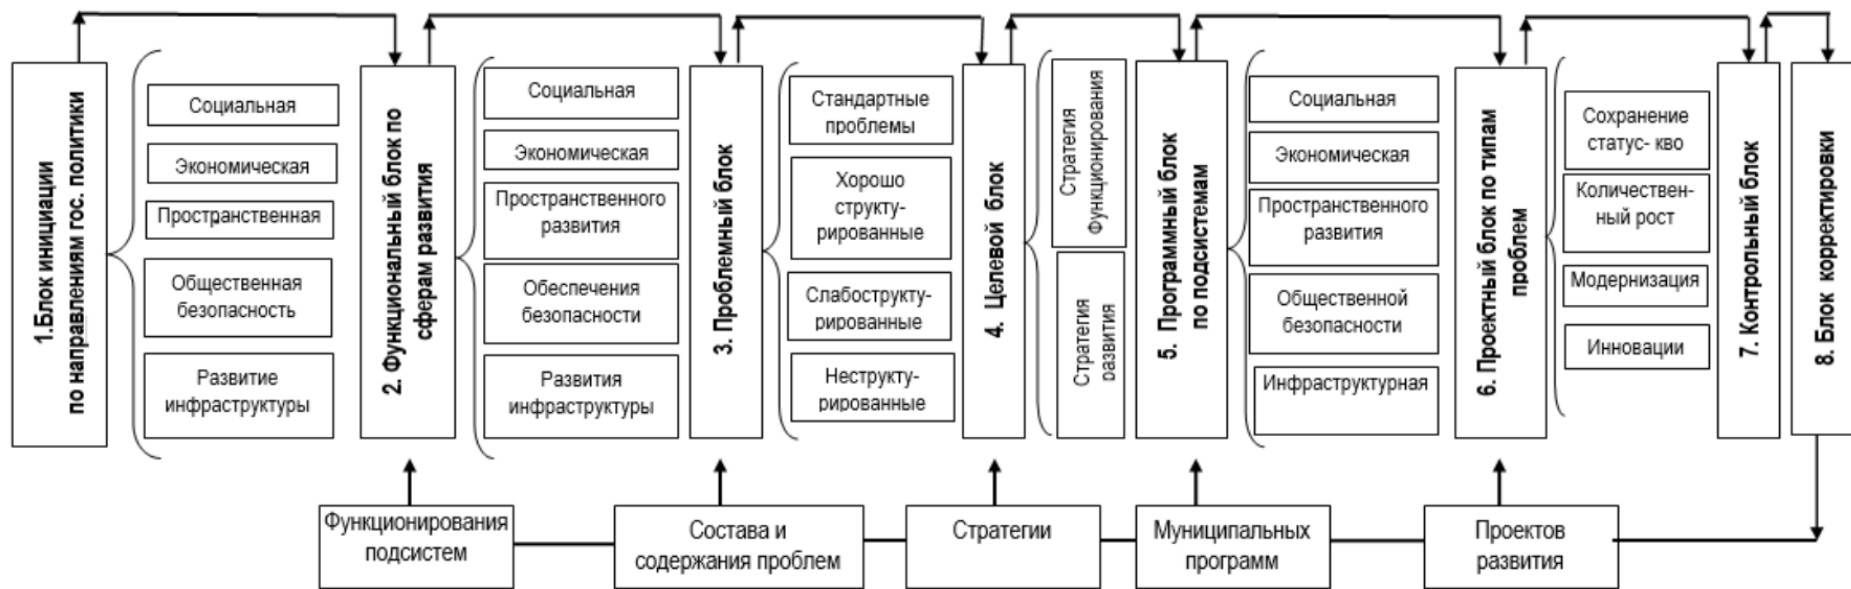 1.Блок инициации
по направлениям гос. политики
Социальная
Экономическая
Пространственная
Общественная
безопасность
Развитие
инфраструктуры
2. Функциональный блок по
сферам развития
Социальная
Экономическая
Пространственного
развития
Обеспечения
безопасности
Развития
инфраструктуры
3. Проблемный блок
Стандартные
проблемы
Хорошо
структу-
рированные
Слабострукту-
рированные
Неструкту-
рированные
4. Целевой блок
Стратегия
Функционирования
Стратегия
развития
5. Программный блок
по подсистемам
Социальная
Экономическая
Пространственного
развития
Общественной
безопасности
Инфраструктурная
6. Проектный блок по типам
проблем
Сохранение
статус- кво
Количествен-
ный рост
Модернизация
Инновации
7. Контрольный блок
8. Блок корректировки
Функционирования
подсистем
Состава и
содержания проблем
Стратегии
Муниципальных
программ
Проектов
развития